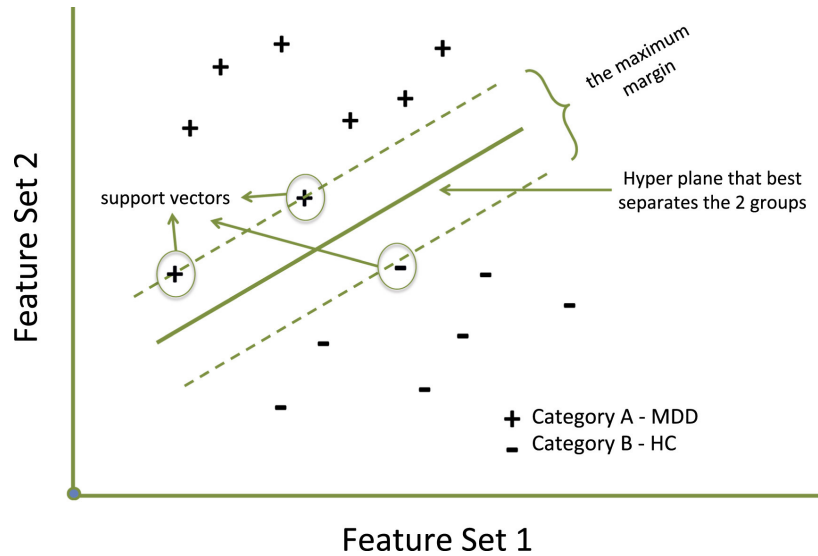 the maximum
margin
Feature Set 2
support vectors
Hyper plane that best
separates the 2 groups
+ Category A - MDD
- Category B - HC
Feature Set 1